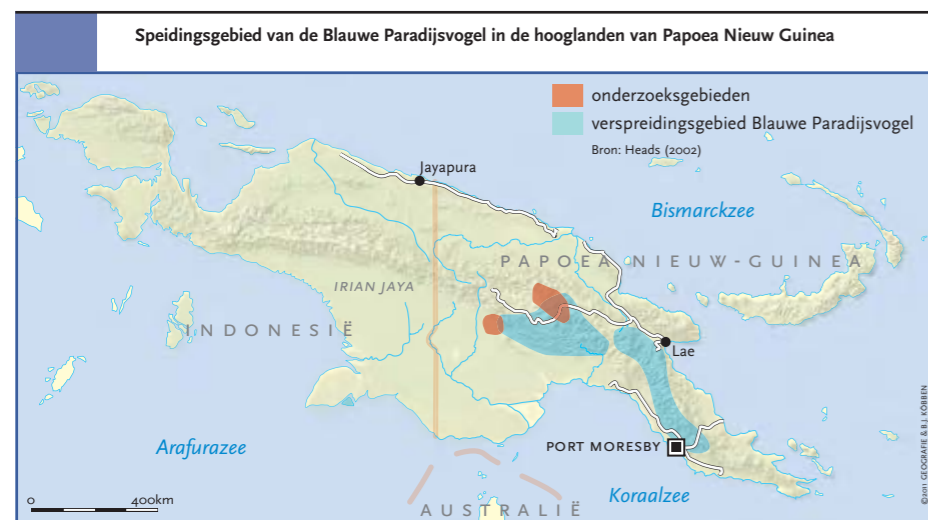 Speidingsgebied van de Blauwe Paradijsvogel in de hooglanden van Papoea Nieuw Guinea
onderzoeksgebieden
verspreidingsgebied Blauwe Paradijsvogel
Bron: Heads (2002)
Jayapura
Bismarckzee
PAPOEA NIEUW-GUINEA
IRIAN JAYA
INDONESIË
Lae
PORT MORESBY
Arafurazee
Koraalzee
0 400km
AUSTRALIË
©2011 GEOGRAFIE & B.J. KÖBBEN